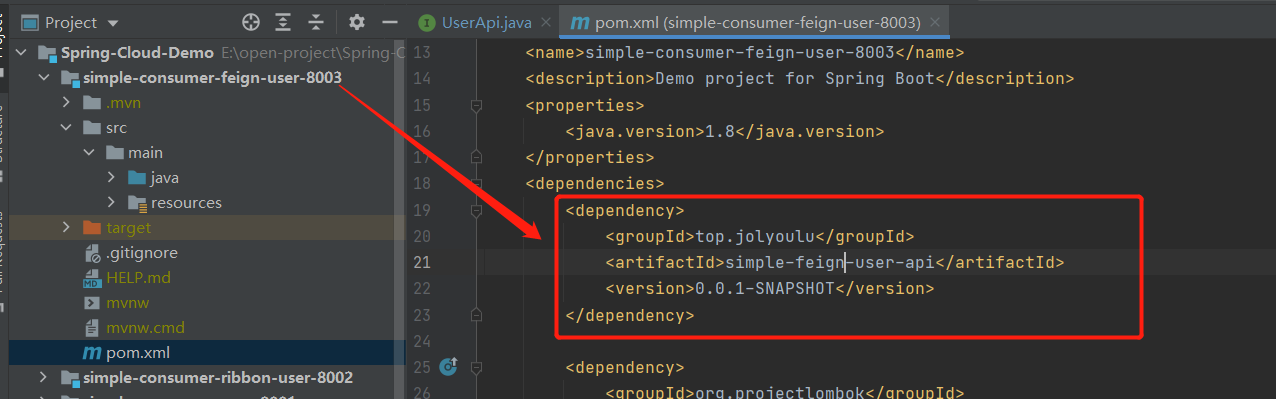 Project
UserApi.java
pom.xml (simple-consumer-feign-user-8003)
Project
Spring-Cloud-Demo E:\open-project\Spring-C
simple-consumer-feign-user-8003
.mvn
src
main
java
resources
target
.gitignore
HELP.md
mvnw
mvnw.cmd
pom.xml
simple-consumer-ribbon-user-8002
13 <name>simple-consumer-feign-user-8003</name>
14 <description>Demo project for Spring Boot</description>
15 <properties>
16 <java.version>1.8</java.version>
17 </properties>
18 <dependencies>
19 <dependency>
20 <groupId>top.jolyoulu</groupId>
21 <artifactId>simple-feign-user-api</artifactId>
22 <version>0.0.1-SNAPSHOT</version>
23 </dependency>
24
25 <dependency>
26 <groupId>org.projectlombok</groupId>